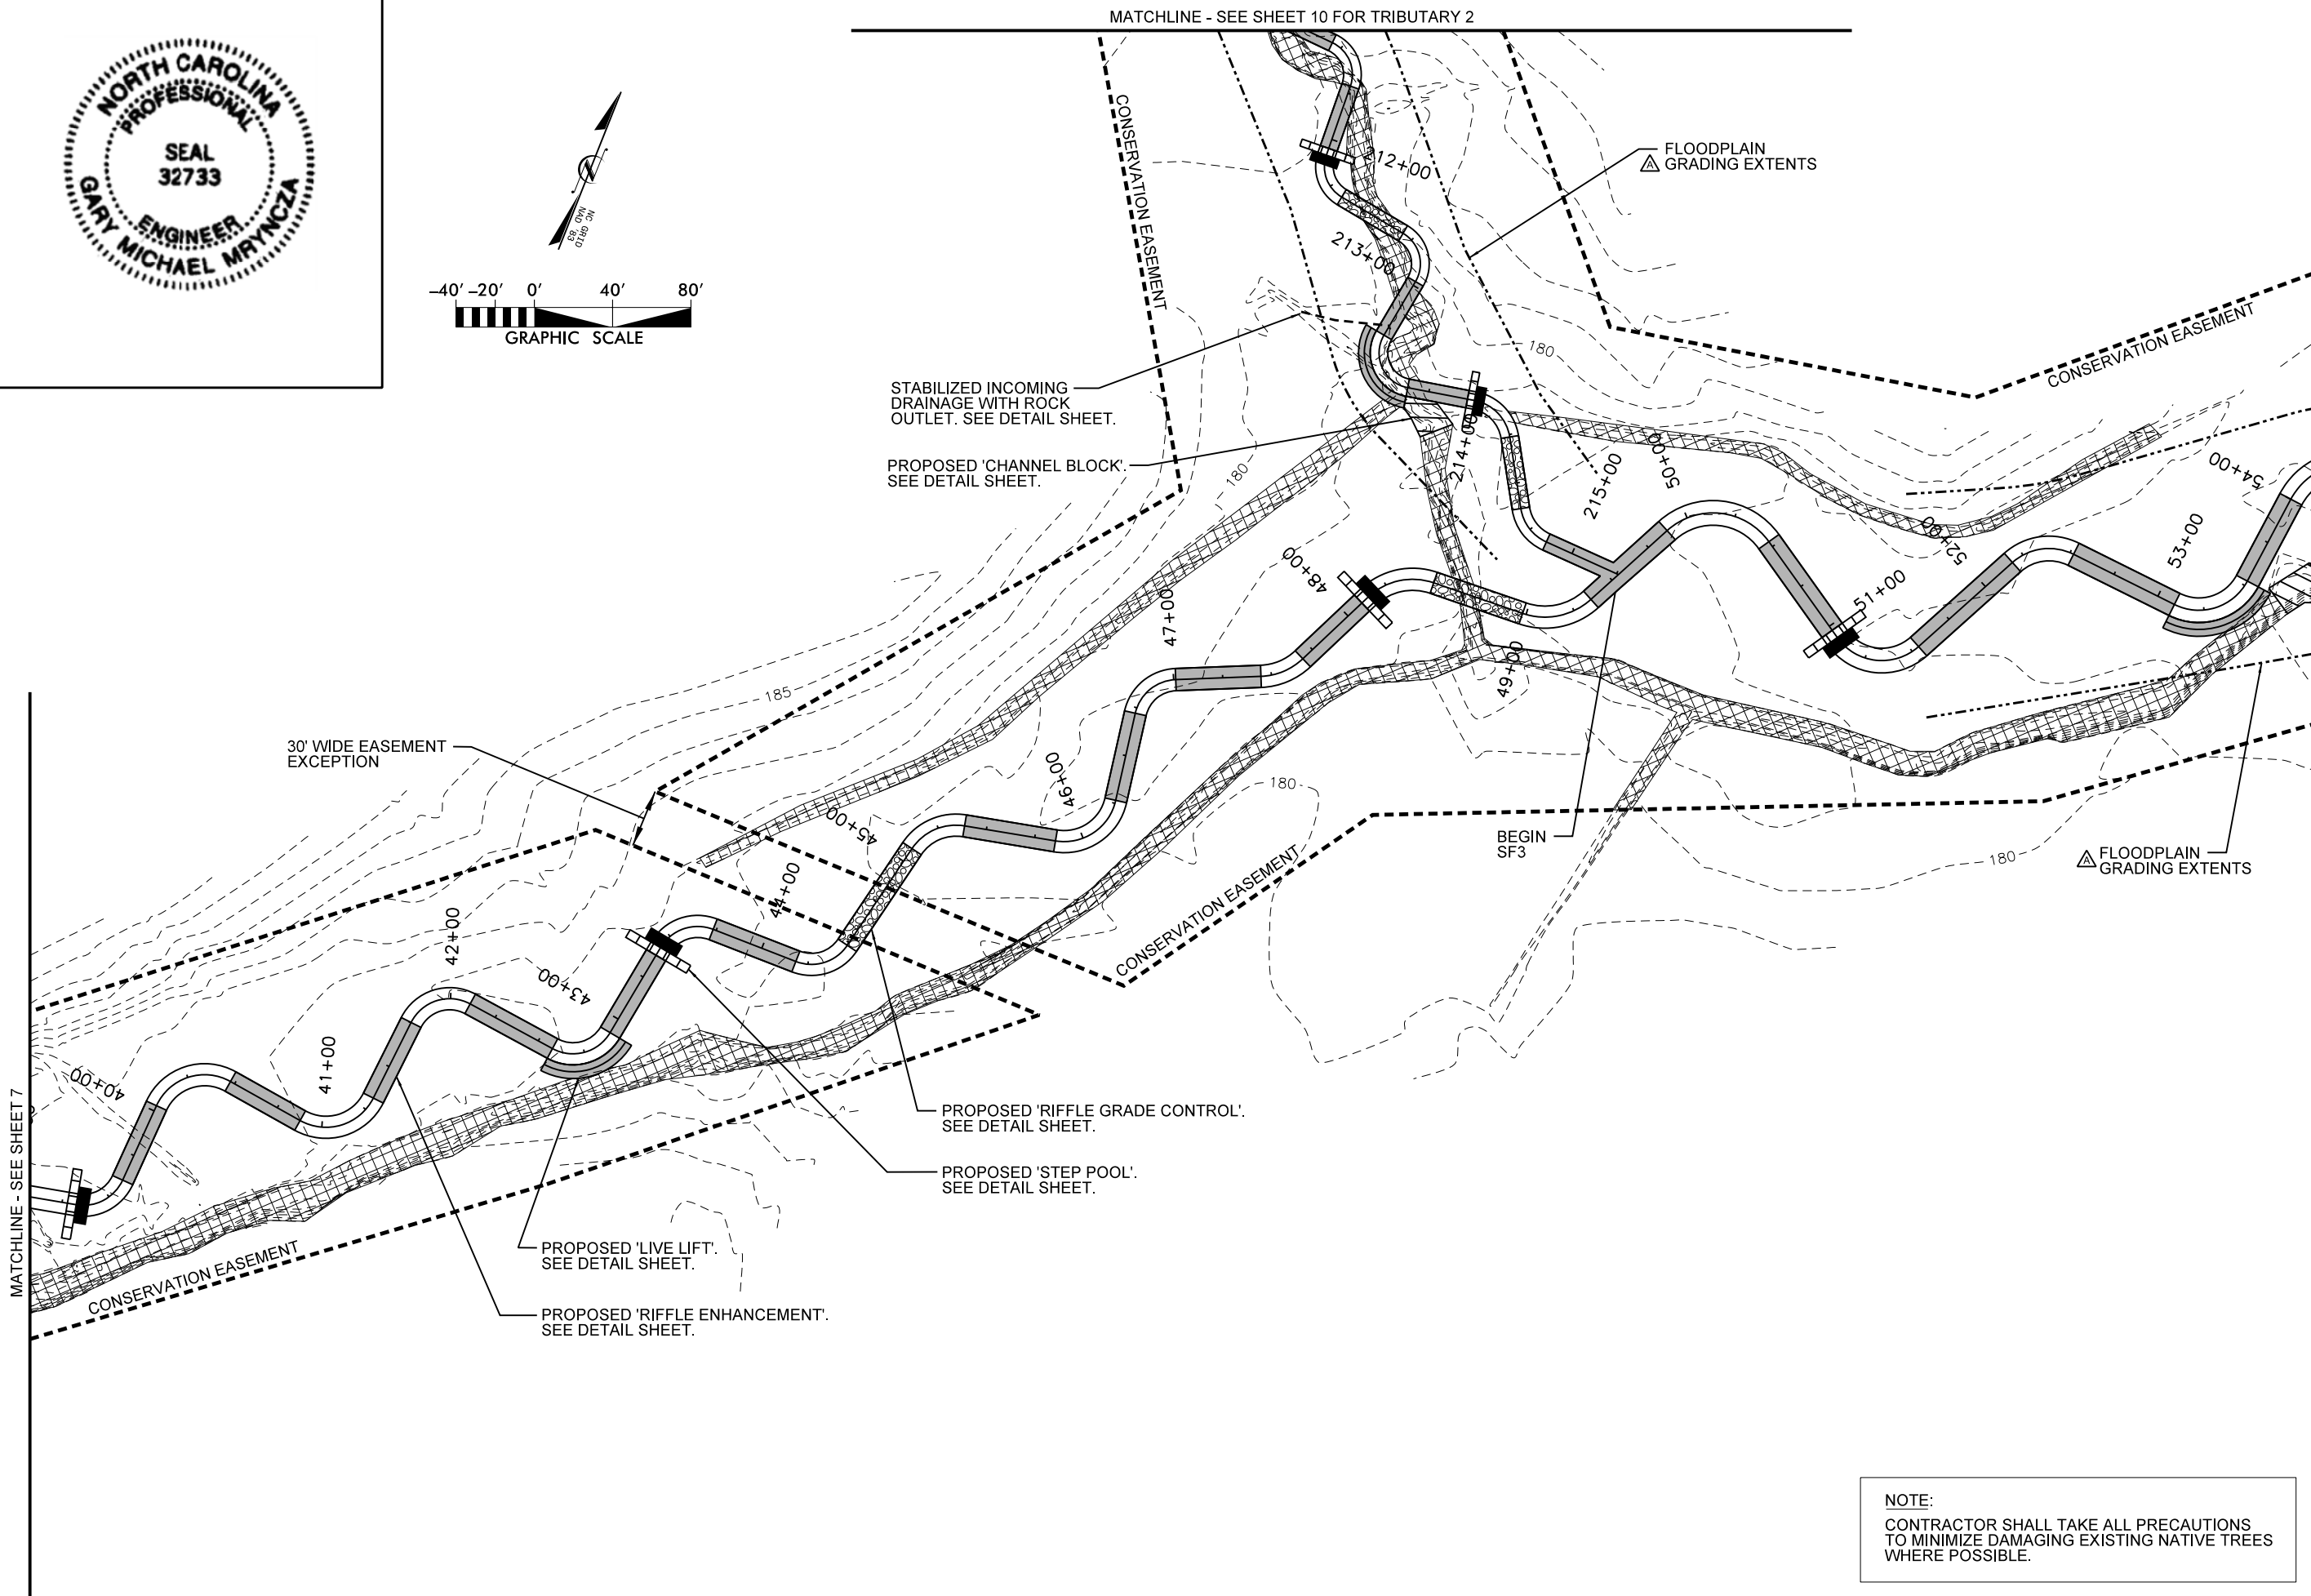 MATCHLINE - SEE SHEET 10 FOR TRIBUTARY 2
NORTH CAROLINA
PROFESSIONAL
SEAL
32733
ENGINEER
GARY MICHAEL MRYNCZA
N
NC GRID
NAD '83
–40' –20' 0' 40' 80'
GRAPHIC SCALE
CONSERVATION EASEMENT
212+00
FLOODPLAIN
A GRADING EXTENTS
213+00
180
CONSERVATION EASEMENT
STABILIZED INCOMING
DRAINAGE WITH ROCK
OUTLET. SEE DETAIL SHEET.
PROPOSED 'CHANNEL BLOCK'.
SEE DETAIL SHEET.
180
214+00
215+00
50+00
54+00
52+00
53+00
51+00
48+00
47+00
49+00
185
30' WIDE EASEMENT
EXCEPTION
46+00
180
45+00
BEGIN
SF3
180
A FLOODPLAIN
GRADING EXTENTS
44+00
CONSERVATION EASEMENT
42+00
43+00
41+00
40+00
MATCHLINE - SEE SHEET 7
PROPOSED 'RIFFLE GRADE CONTROL'.
SEE DETAIL SHEET.
PROPOSED 'STEP POOL'.
SEE DETAIL SHEET.
PROPOSED 'LIVE LIFT'.
SEE DETAIL SHEET.
CONSERVATION EASEMENT
PROPOSED 'RIFFLE ENHANCEMENT'.
SEE DETAIL SHEET.
NOTE:
CONTRACTOR SHALL TAKE ALL PRECAUTIONS
TO MINIMIZE DAMAGING EXISTING NATIVE TREES
WHERE POSSIBLE.